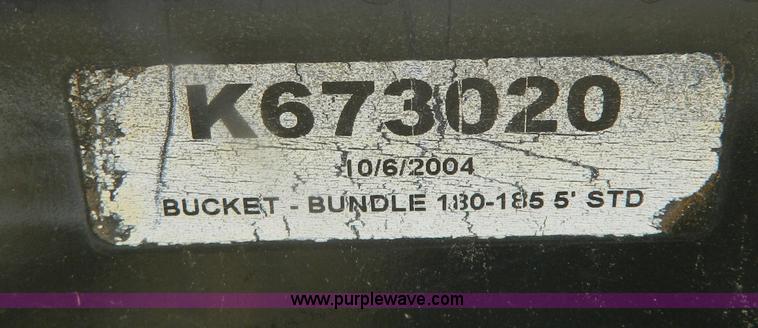 K673020
10/6/2004
BUCKET - BUNDLE 180-185 5' STD
www.purplewave.com